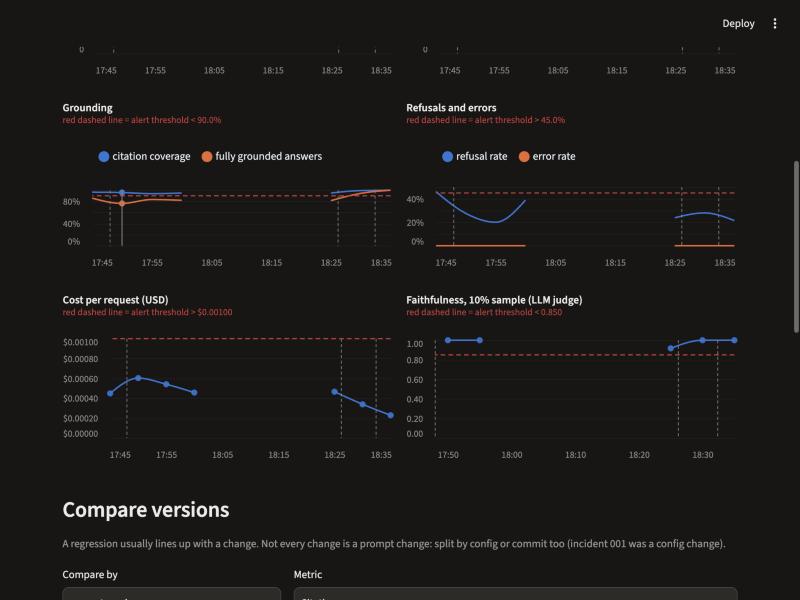 Deploy
0
17:45 17:55 18:05 18:15 18:25 18:35
0
17:45 17:55 18:05 18:15 18:25 18:35
Grounding
red dashed line = alert threshold < 90.0%
citation coverage fully grounded answers
80%
40%
0%
17:45 17:55 18:05 18:15 18:25 18:35
Refusals and errors
red dashed line = alert threshold > 45.0%
refusal rate error rate
40%
20%
0%
17:45 17:55 18:05 18:15 18:25 18:35
Cost per request (USD)
red dashed line = alert threshold > $0.00100
$0.00100
$0.00080
$0.00060
$0.00040
$0.00020
$0.00000
17:45 17:55 18:05 18:15 18:25 18:35
Faithfulness, 10% sample (LLM judge)
red dashed line = alert threshold < 0.850
1.00
0.80
0.60
0.40
0.20
0.00
17:50 18:00 18:10 18:20 18:30
Compare versions
A regression usually lines up with a change. Not every change is a prompt change: split by config or commit too (incident 001 was a config change).
Compare by
Metric